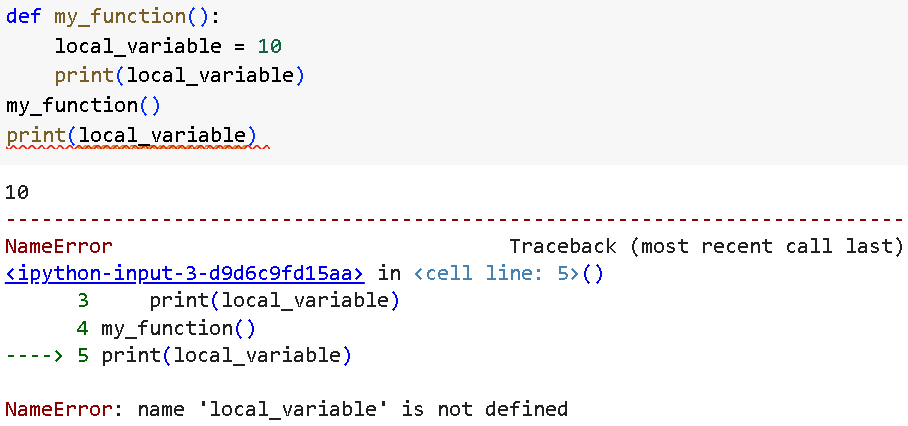 def my_function():
    local_variable = 10
    print(local_variable)
my_function()
print(local_variable)
10
---------------------------------------------------------------------------
NameError                                 Traceback (most recent call last)
<ipython-input-3-d9d6c9fd15aa> in <cell line: 5>()
      3     print(local_variable)
      4 my_function()
----> 5 print(local_variable)
NameError: name 'local_variable' is not defined